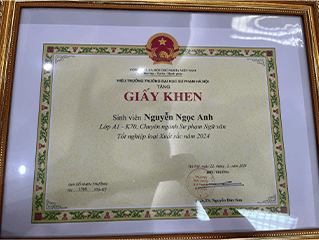 CỘNG HÒA XÃ HỘI CHỦ NGHĨA VIỆT NAM
Độc lập - Tự do - Hạnh phúc
HIỆU TRƯỞNG TRƯỜNG ĐẠI HỌC SƯ PHẠM HÀ NỘI
TẶNG
GIẤY KHEN
Sinh viên Nguyễn Ngọc Anh
Lớp A1 - K70, Chuyên ngành Sư phạm Ngữ văn
Tốt nghiệp loại Xuất sắc năm 2024
HIỆU TRƯỞNG